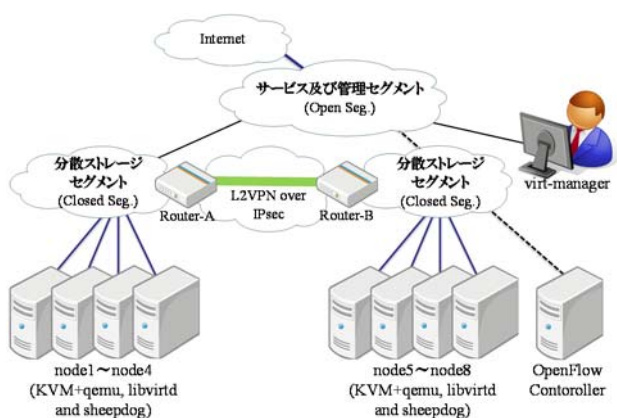 Internet
サービス及び管理セグメント
(Open Seg.)
分散ストレージ
セグメント
(Closed Seg.)
Router-A
L2VPN over
IPsec
Router-B
分散ストレージ
セグメント
(Closed Seg.)
virt-manager
node1～node4
(KVM+qemu, libvirtd
and sheepdog)
node5～node8
(KVM+qemu, libvirtd
and sheepdog)
OpenFlow
Contoroller